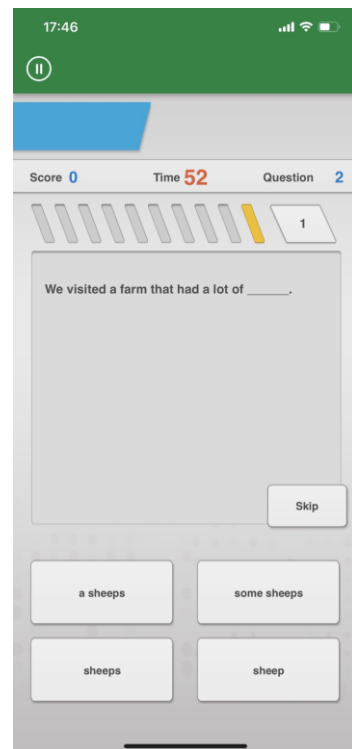 17:46
Score 0 Time 52 Question 2
1
We visited a farm that had a lot of ______.
Skip
a sheeps
some sheeps
sheeps
sheep